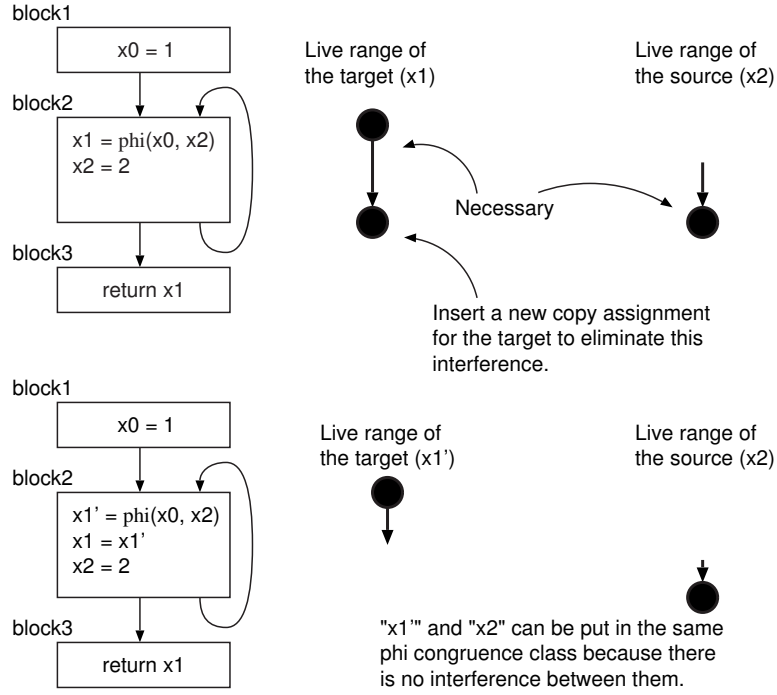 block1
x0 = 1
block2
x1 = phi(x0, x2)
x2 = 2
block3
return x1
Live range of
the target (x1)
Live range of
the source (x2)
Necessary
Insert a new copy assignment
for the target to eliminate this
interference.
block1
x0 = 1
block2
x1' = phi(x0, x2)
x1 = x1'
x2 = 2
block3
return x1
Live range of
the target (x1')
Live range of
the source (x2)
"x1'" and "x2" can be put in the same
phi congruence class because there
is no interference between them.